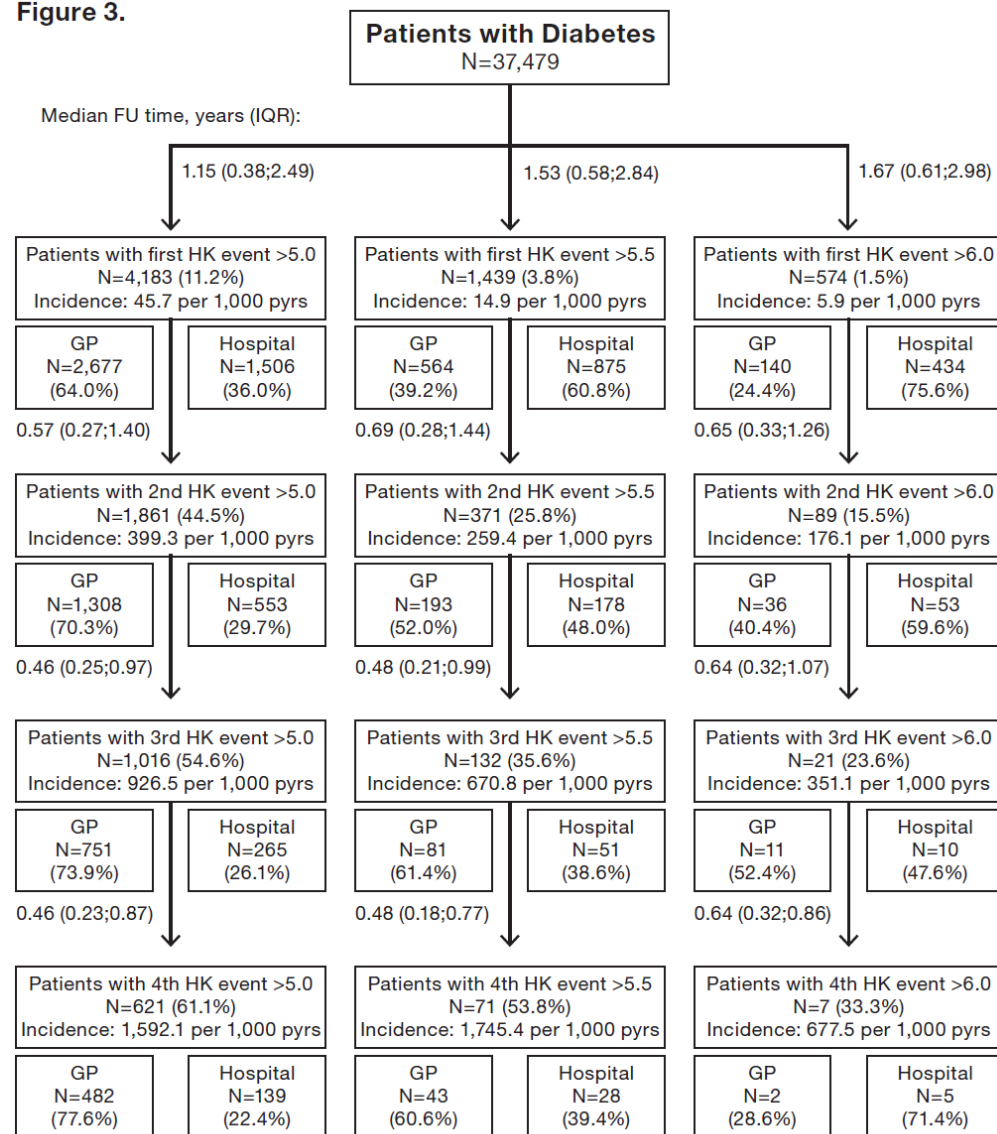 Figure 3.
Patients with Diabetes
N=37,479
Median FU time, years (IQR):
1.15 (0.38;2.49)
1.53 (0.58;2.84)
1.67 (0.61;2.98)
Patients with first HK event >5.0
N=4,183 (11.2%)
Incidence: 45.7 per 1,000 pyrs
Patients with first HK event >5.5
N=1,439 (3.8%)
Incidence: 14.9 per 1,000 pyrs
Patients with first HK event >6.0
N=574 (1.5%)
Incidence: 5.9 per 1,000 pyrs
GP
N=2,677
(64.0%)
Hospital
N=1,506
(36.0%)
GP
N=564
(39.2%)
Hospital
N=875
(60.8%)
GP
N=140
(24.4%)
Hospital
N=434
(75.6%)
0.57 (0.27;1.40)
0.69 (0.28;1.44)
0.65 (0.33;1.26)
Patients with 2nd HK event >5.0
N=1,861 (44.5%)
Incidence: 399.3 per 1,000 pyrs
Patients with 2nd HK event >5.5
N=371 (25.8%)
Incidence: 259.4 per 1,000 pyrs
Patients with 2nd HK event >6.0
N=89 (15.5%)
Incidence: 176.1 per 1,000 pyrs
GP
N=1,308
(70.3%)
Hospital
N=553
(29.7%)
GP
N=193
(52.0%)
Hospital
N=178
(48.0%)
GP
N=36
(40.4%)
Hospital
N=53
(59.6%)
0.46 (0.25;0.97)
0.48 (0.21;0.99)
0.64 (0.32;1.07)
Patients with 3rd HK event >5.0
N=1,016 (54.6%)
Incidence: 926.5 per 1,000 pyrs
Patients with 3rd HK event >5.5
N=132 (35.6%)
Incidence: 670.8 per 1,000 pyrs
Patients with 3rd HK event >6.0
N=21 (23.6%)
Incidence: 351.1 per 1,000 pyrs
GP
N=751
(73.9%)
Hospital
N=265
(26.1%)
GP
N=81
(61.4%)
Hospital
N=51
(38.6%)
GP
N=11
(52.4%)
Hospital
N=10
(47.6%)
0.46 (0.23;0.87)
0.48 (0.18;0.77)
0.64 (0.32;0.86)
Patients with 4th HK event >5.0
N=621 (61.1%)
Incidence: 1,592.1 per 1,000 pyrs
Patients with 4th HK event >5.5
N=71 (53.8%)
Incidence: 1,745.4 per 1,000 pyrs
Patients with 4th HK event >6.0
N=7 (33.3%)
Incidence: 677.5 per 1,000 pyrs
GP
N=482
(77.6%)
Hospital
N=139
(22.4%)
GP
N=43
(60.6%)
Hospital
N=28
(39.4%)
GP
N=2
(28.6%)
Hospital
N=5
(71.4%)